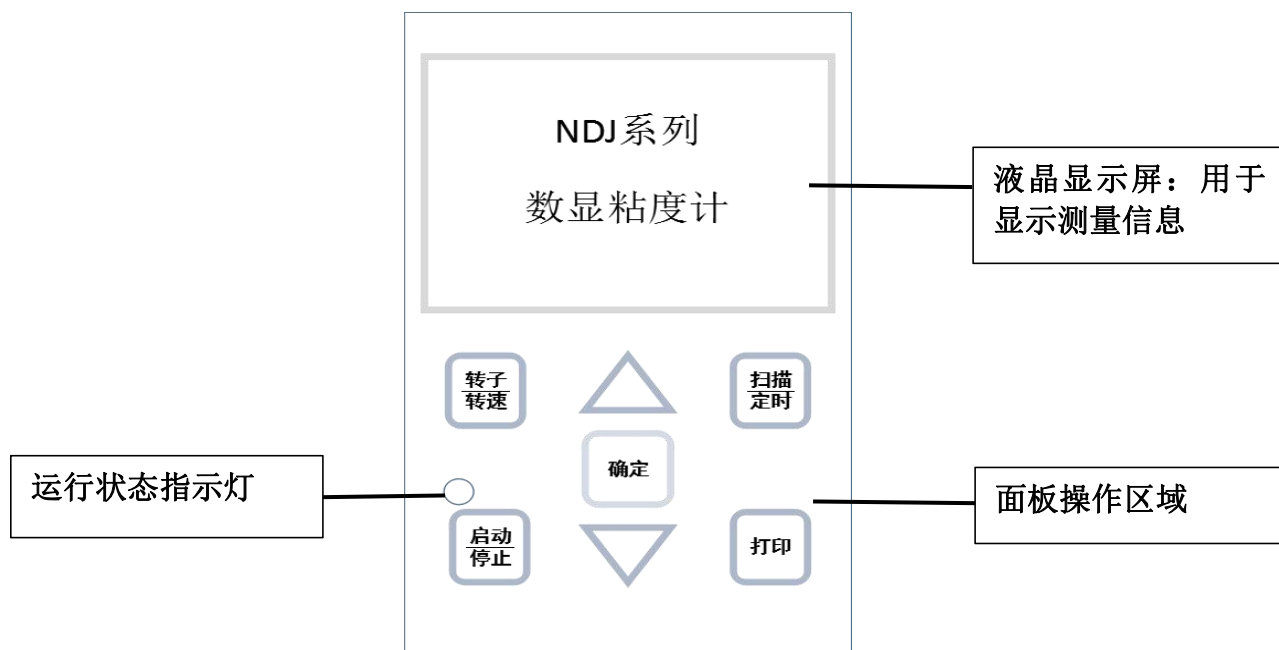 NDJ系列
数显粘度计
液晶显示屏：用于
显示测量信息
转子
转速
扫描
定时
确定
运行状态指示灯
面板操作区域
启动
停止
打印